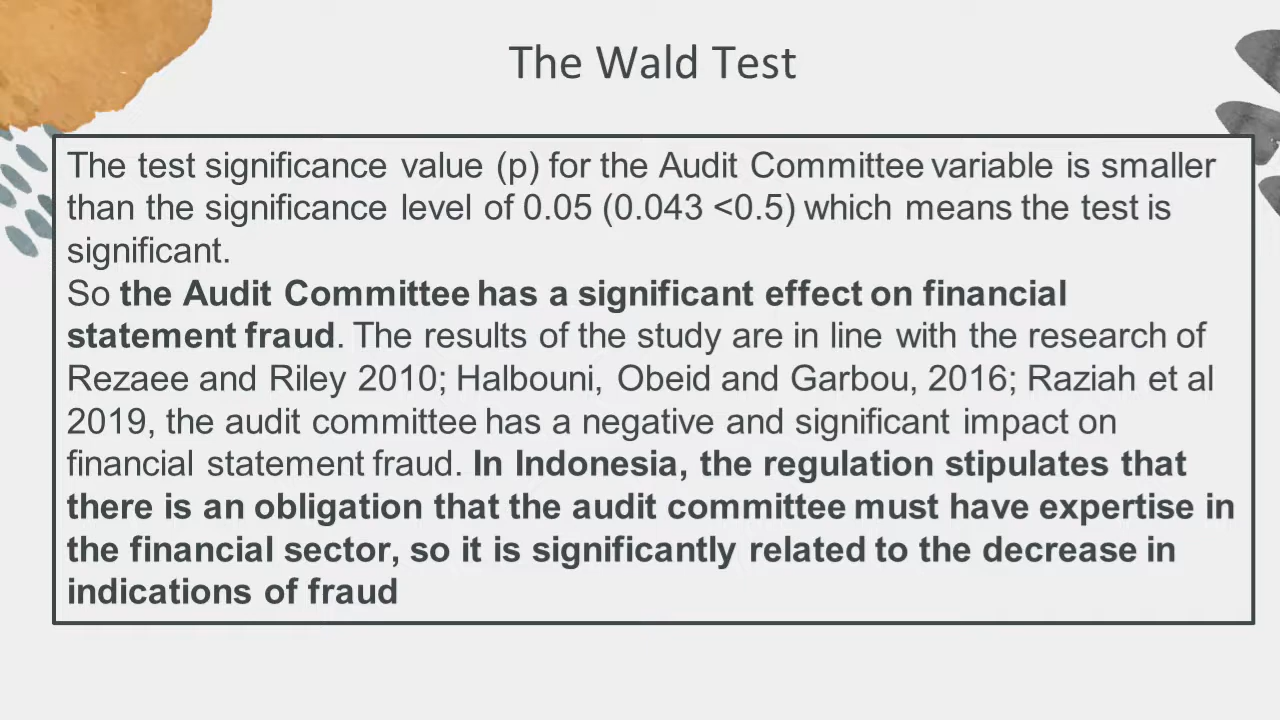 The Wald Test
The test significance value (p) for the Audit Committee variable is smaller
than the significance level of 0.05 (0.043 <0.5) which means the test is
significant.
So the Audit Committee has a significant effect on financial
statement fraud. The results of the study are in line with the research of
Rezaee and Riley 2010; Halbouni, Obeid and Garbou, 2016; Raziah et al
2019, the audit committee has a negative and significant impact on
financial statement fraud. In Indonesia, the regulation stipulates that
there is an obligation that the audit committee must have expertise in
the financial sector, so it is significantly related to the decrease in
indications of fraud